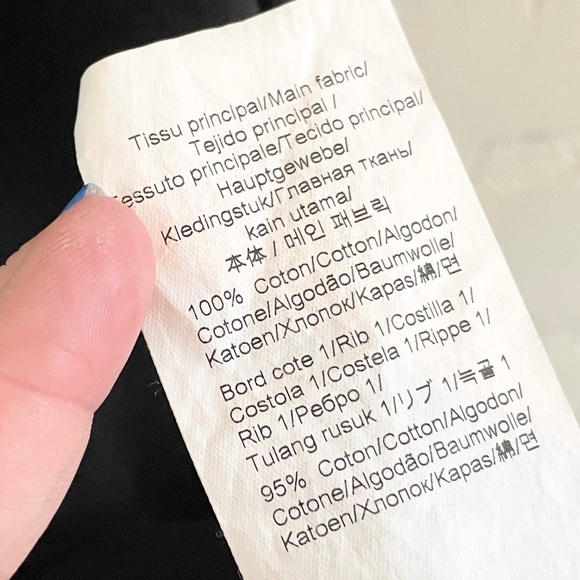 Tissu principal/Main fabric/
Tejido principal /
Tessuto principale/Tecido principal/
Hauptgewebe/
Kledingstuk/Главная ткань/
kain utama/
本体 / 메인 패브릭
100% Coton/Cotton/Algodon/
Cotone/Algodão/Baumwolle/
Katoen/Хлопок/Kapas/綿/면
Bord cote 1/Rib 1/Costilla 1/
Costola 1/Costela 1/Rippe 1/
Rib 1/Ребро 1/
Tulang rusuk 1/リブ 1/늑골 1
95% Coton/Cotton/Algodon/
Cotone/Algodão/Baumwolle/
Katoen/Хлопок/Kapas/綿/면